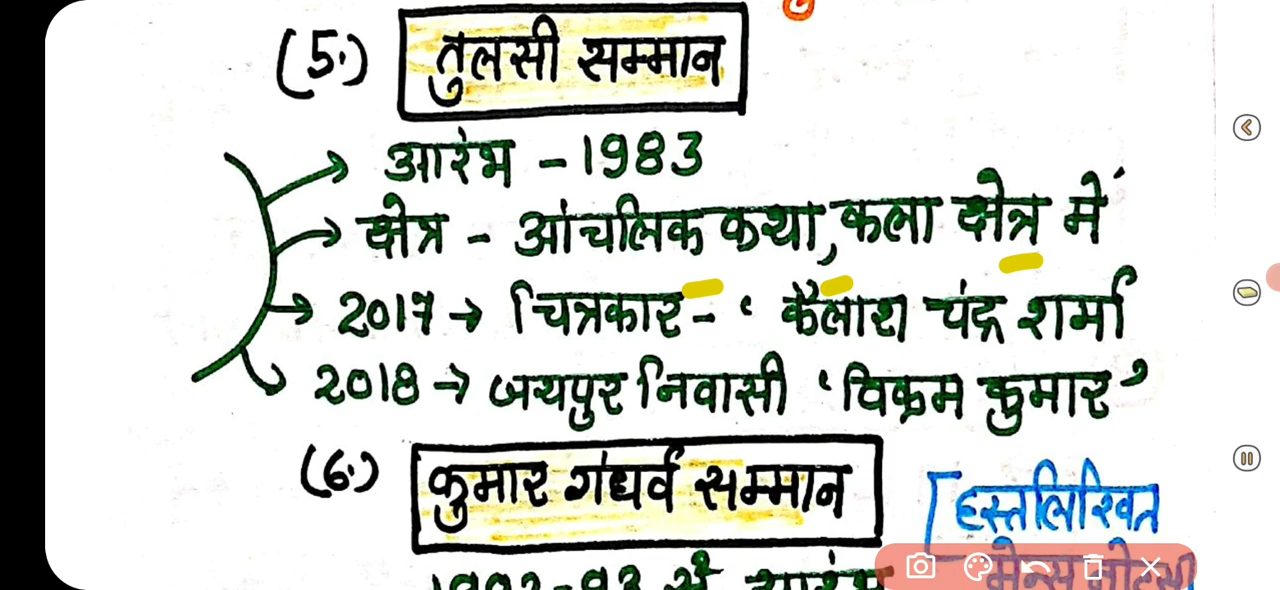 (5.) तुलसी सम्मान
आरंभ - 1983
क्षेत्र - आंचलिक कथा, कला क्षेत्र में
2017 → चित्रकार - ‘ कैलाश चंद्र शर्मा
2018 → जयपुर निवासी ‘विक्रम कुमार’
(6.) कुमार गंधर्व सम्मान
हस्तलिखित
मेन्स नोट्स
से आरंभ